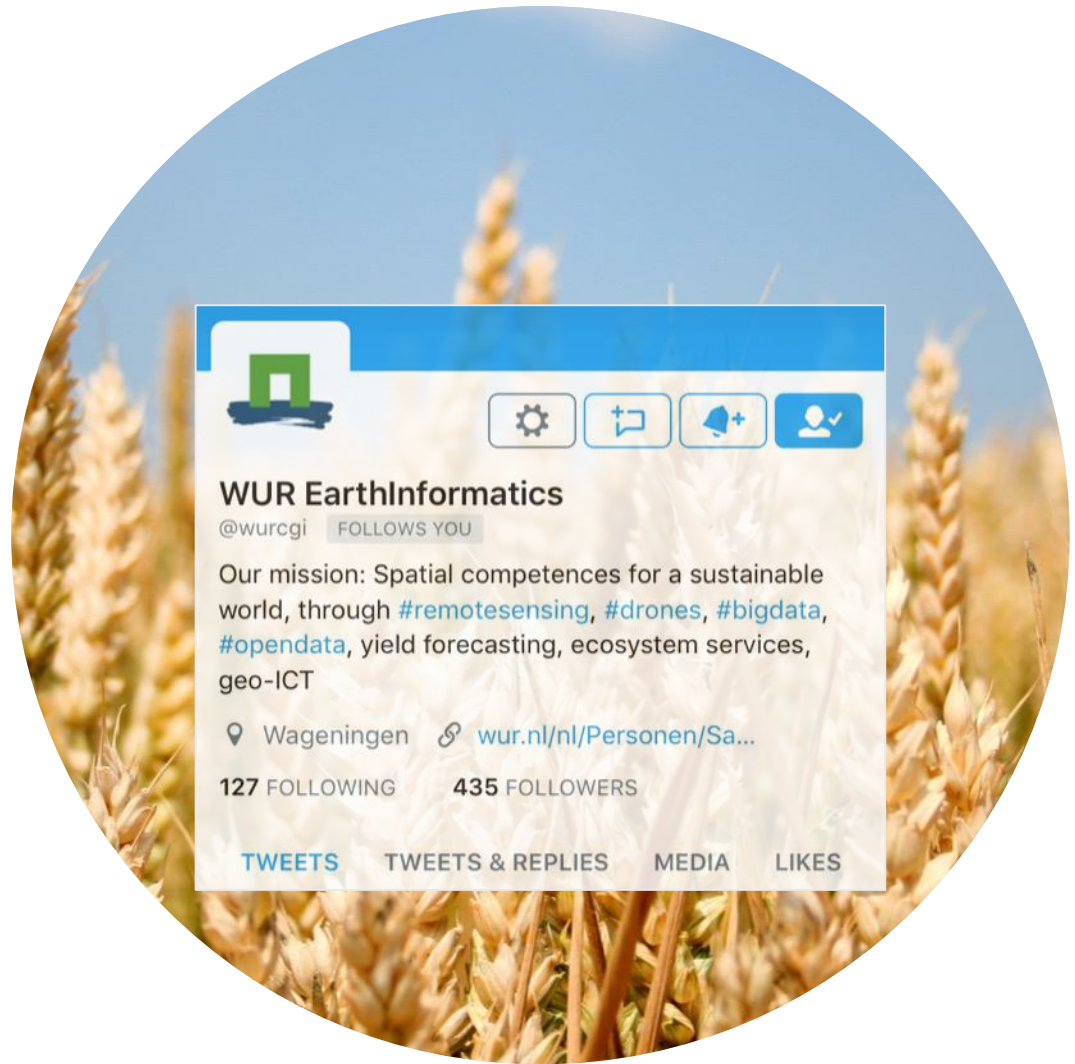 WUR EarthInformatics
@wurcgi FOLLOWS YOU
Our mission: Spatial competences for a sustainable
world, through #remotesensing, #drones, #bigdata,
#opendata, yield forecasting, ecosystem services,
geo-ICT
Wageningen wur.nl/nl/Personen/Sa...
127 FOLLOWING 435 FOLLOWERS
TWEETS TWEETS & REPLIES MEDIA LIKES